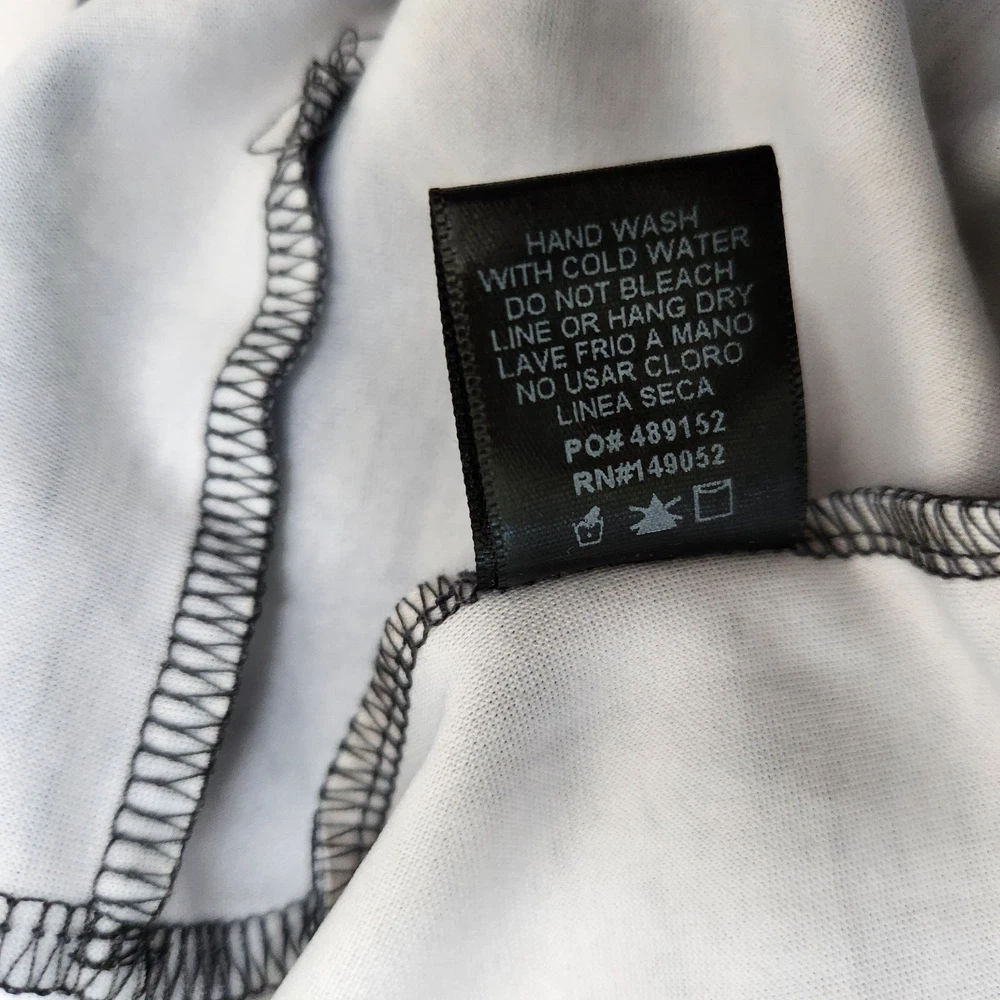 HAND WASH
WITH COLD WATER
DO NOT BLEACH
LINE OR HANG DRY
LAVE FRIO A MANO
NO USAR CLORO
LINEA SECA
PO# 489152
RN#149052